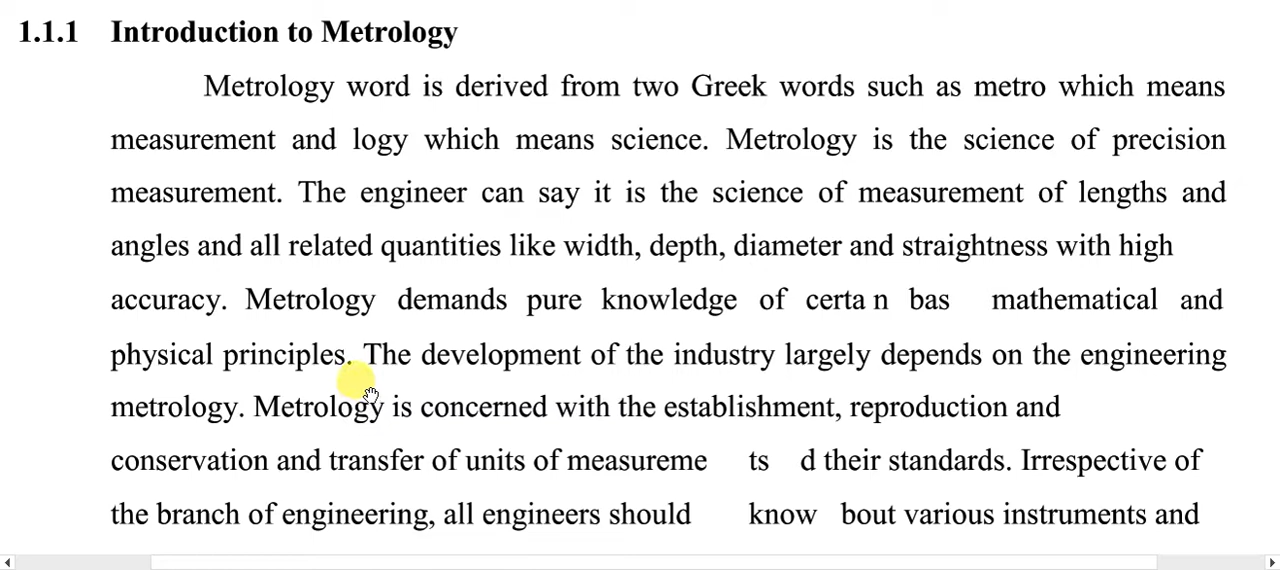 1.1.1 Introduction to Metrology
Metrology word is derived from two Greek words such as metro which means
measurement and logy which means science. Metrology is the science of precision
measurement. The engineer can say it is the science of measurement of lengths and
angles and all related quantities like width, depth, diameter and straightness with high
accuracy. Metrology demands pure knowledge of certa n bas mathematical and
physical principles. The development of the industry largely depends on the engineering
metrology. Metrology is concerned with the establishment, reproduction and
conservation and transfer of units of measureme ts d their standards. Irrespective of
the branch of engineering, all engineers should know bout various instruments and